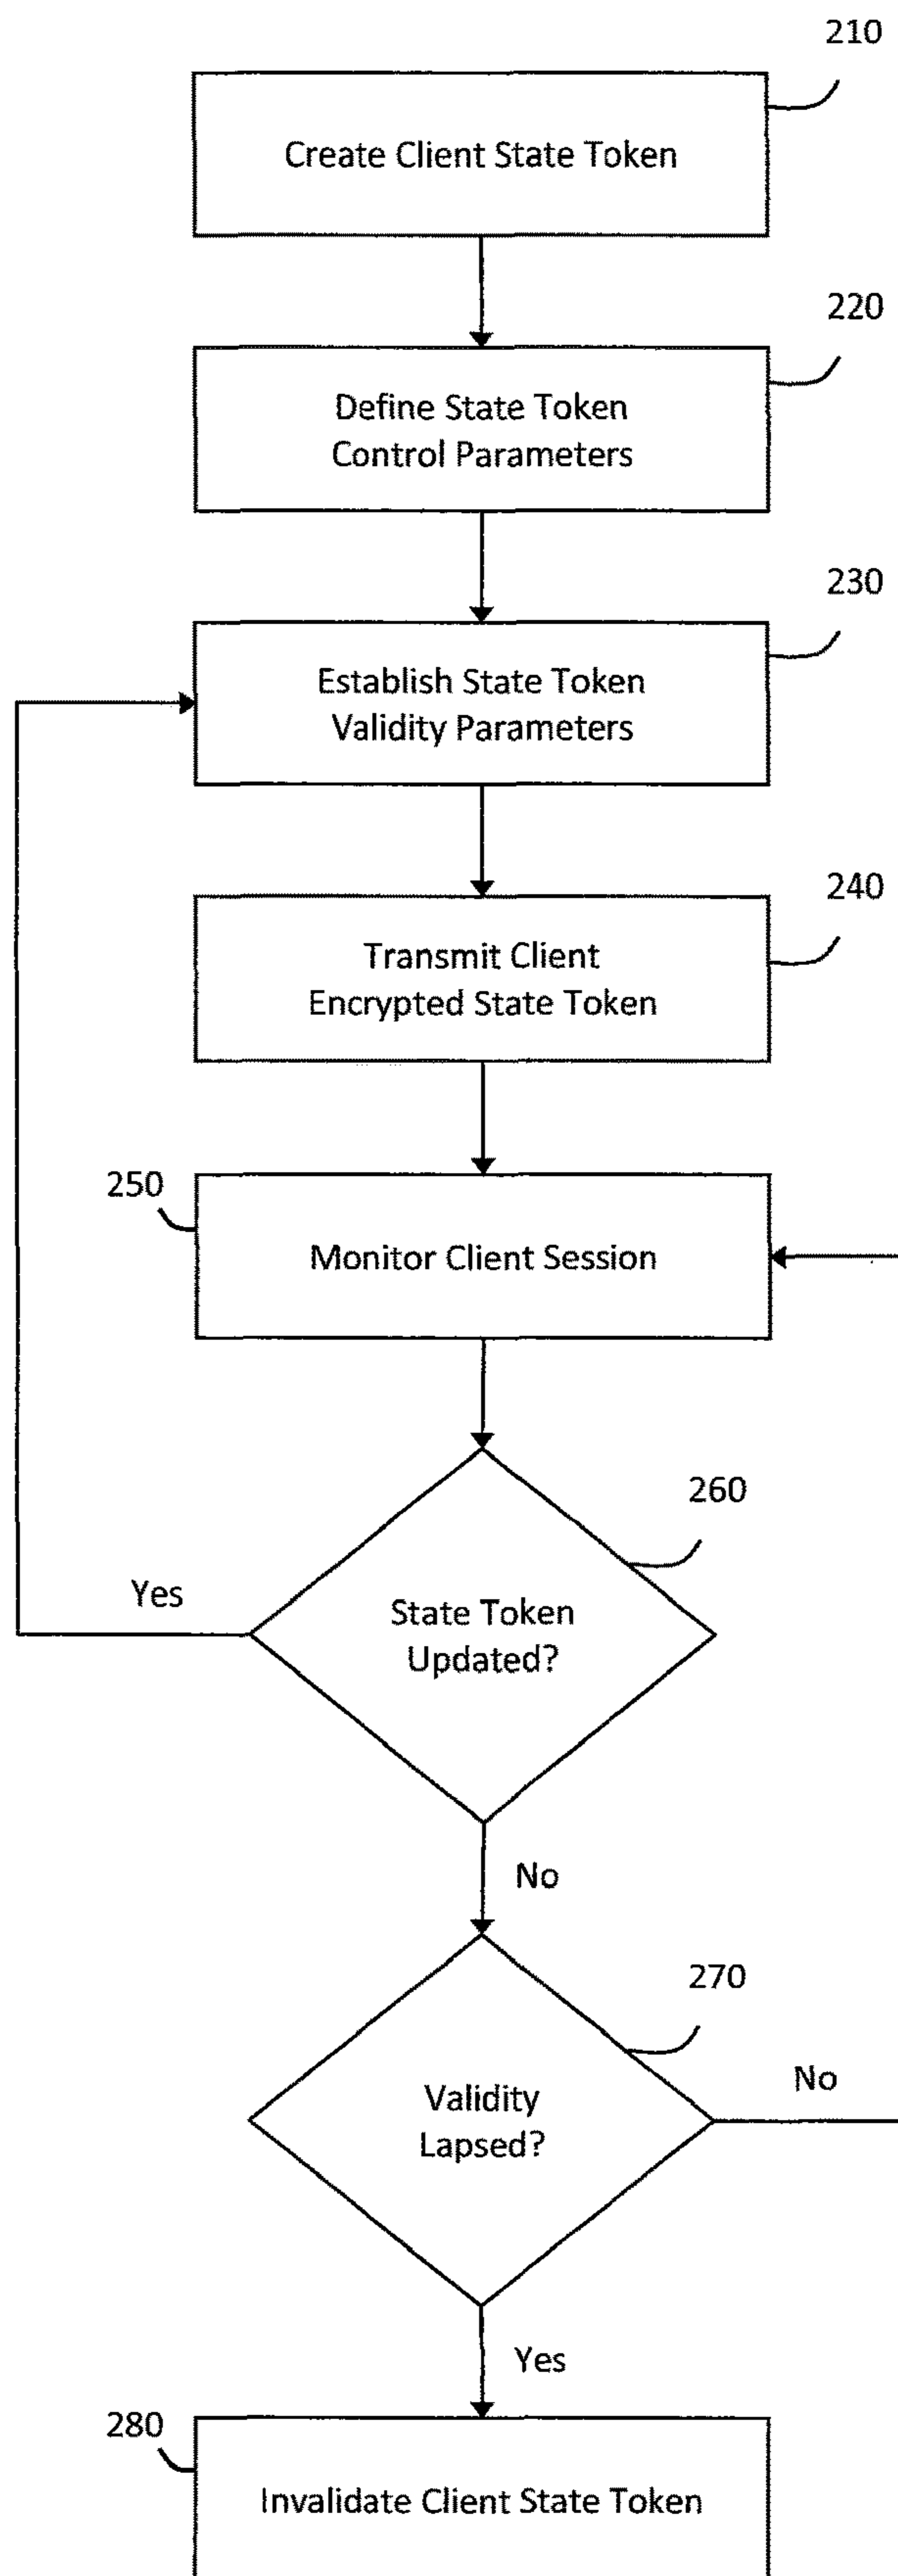 210
Create Client State Token
220
Define State Token
Control Parameters
230
Establish State Token
Validity Parameters
240
Transmit Client
Encrypted State Token
250
Monitor Client Session
260
Yes
State Token
Updated?
No
270
No
Validity
Lapsed?
Yes
280
Invalidate Client State Token